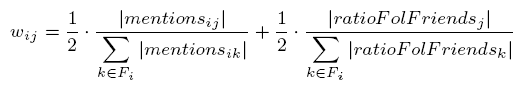 w_{ij} = \frac{1}{2} \cdot \frac{|mentions_{ij}|}{\sum_{k \in F_i} |mentions_{ik}|} + \frac{1}{2} \cdot \frac{|ratioFolFriends_j|}{\sum_{k \in F_i} |ratioFolFriends_k|}